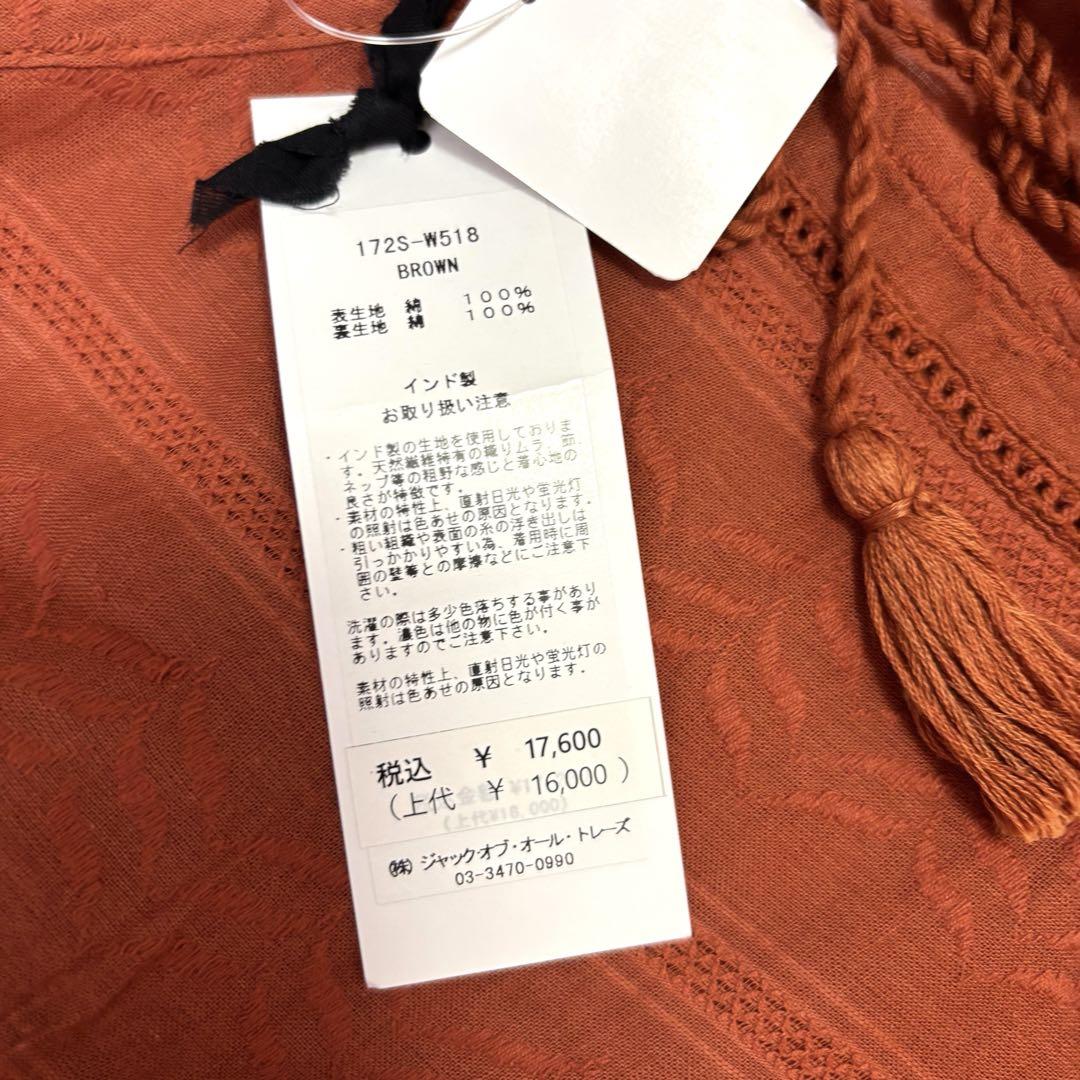 172S-W518
BROWN
表生地 綿 100%
裏生地 綿 100%
インド製
お取り扱い注意
・インド製の生地を使用しておりま
す。天然繊維特有の織りムラ、節、
ネップ等の粗野な感じと着心地の
良さが特徴です。
・素材の特性上、直射日光や蛍光灯
の照射は色あせの原因となります。
・粗い組織や表面の糸の浮き出しは
引っかかりやすい為、着用時に周
囲の壁等との摩擦などにご注意下
さい。
洗濯の際は多少色落ちする事があり
ます。濃色は他の物に色が付く事が
ありますのでご注意下さい。
素材の特性上、直射日光や蛍光灯の
照射は色あせの原因となります。
税込 ¥ 17,600
(上代 ¥ 16,000 )
(上代¥16,000)
㈱ ジャック・オブ・オール・トレーズ
03-3470-0990